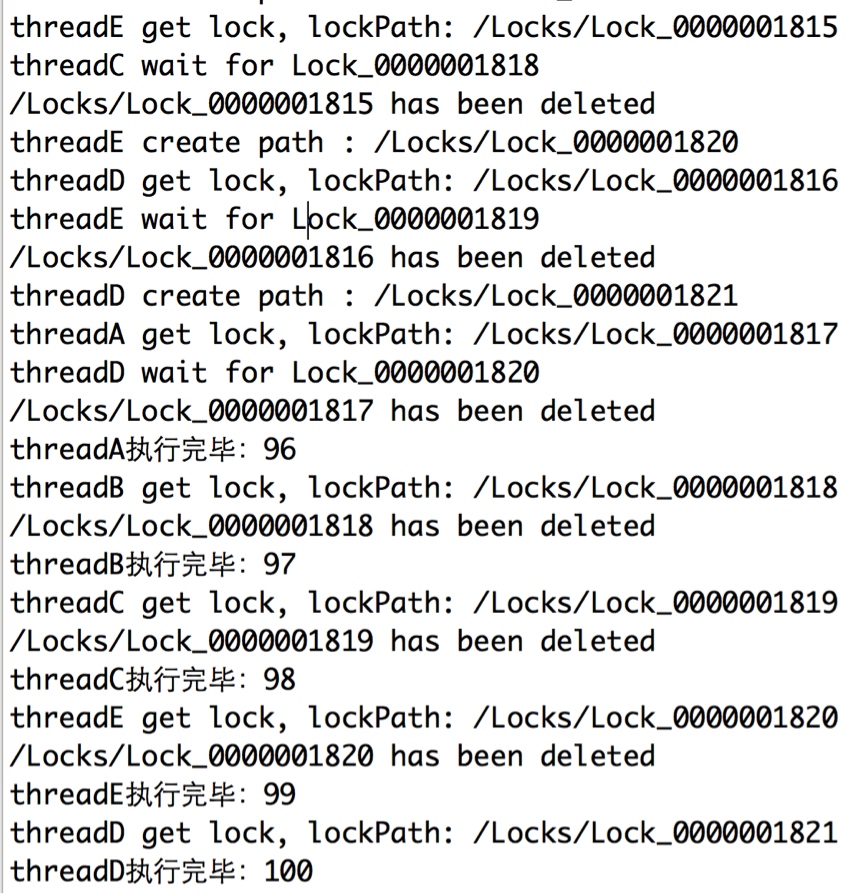 threadE get lock, lockPath: /Locks/Lock_0000001815
threadC wait for Lock_0000001818
/Locks/Lock_0000001815 has been deleted
threadE create path : /Locks/Lock_0000001820
threadD get lock, lockPath: /Locks/Lock_0000001816
threadE wait for Lock_0000001819
/Locks/Lock_0000001816 has been deleted
threadD create path : /Locks/Lock_0000001821
threadA get lock, lockPath: /Locks/Lock_0000001817
threadD wait for Lock_0000001820
/Locks/Lock_0000001817 has been deleted
threadA执行完毕：96
threadB get lock, lockPath: /Locks/Lock_0000001818
/Locks/Lock_0000001818 has been deleted
threadB执行完毕：97
threadC get lock, lockPath: /Locks/Lock_0000001819
/Locks/Lock_0000001819 has been deleted
threadC执行完毕：98
threadE get lock, lockPath: /Locks/Lock_0000001820
/Locks/Lock_0000001820 has been deleted
threadE执行完毕：99
threadD get lock, lockPath: /Locks/Lock_0000001821
threadD执行完毕：100